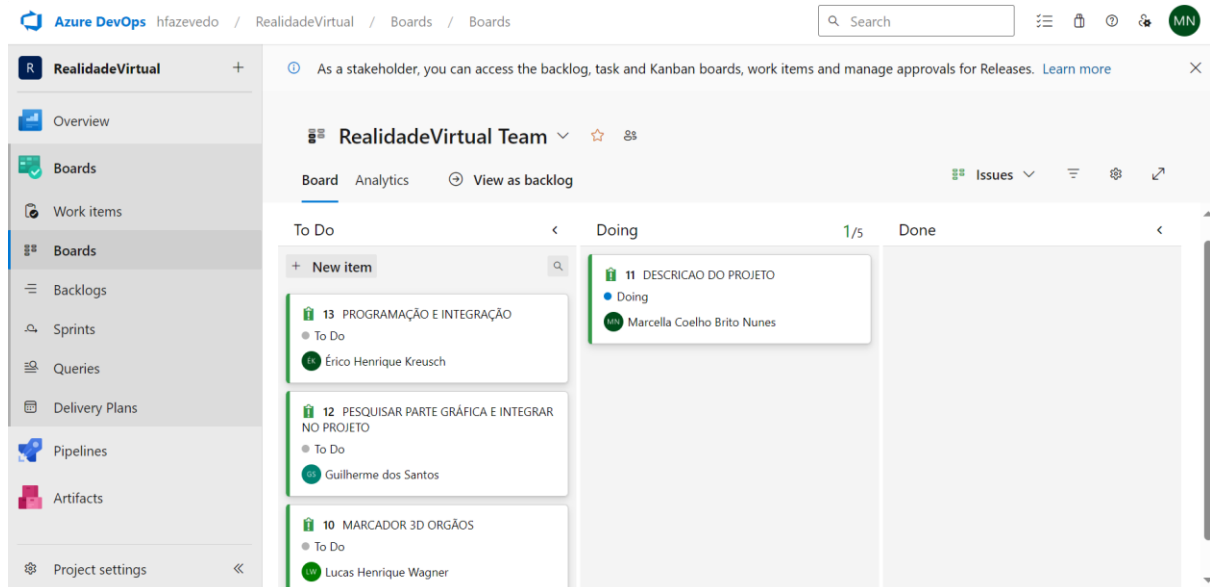 Azure DevOps hfazevedo / RealidadeVirtual / Boards / Boards
Search
MN
R RealidadeVirtual +
As a stakeholder, you can access the backlog, task and Kanban boards, work items and manage approvals for Releases. Learn more
Overview
Boards
Work items
Boards
Backlogs
Sprints
Queries
Delivery Plans
Pipelines
Artifacts
Project settings
RealidadeVirtual Team
Board Analytics View as backlog
Issues
To Do
+ New item
13 PROGRAMAÇÃO E INTEGRAÇÃO
To Do
EK Érico Henrique Kreusch
12 PESQUISAR PARTE GRÁFICA E INTEGRAR
NO PROJETO
To Do
GS Guilherme dos Santos
10 MARCADOR 3D ORGÃOS
To Do
LW Lucas Henrique Wagner
Doing 1/5
11 DESCRICAO DO PROJETO
Doing
MN Marcella Coelho Brito Nunes
Done